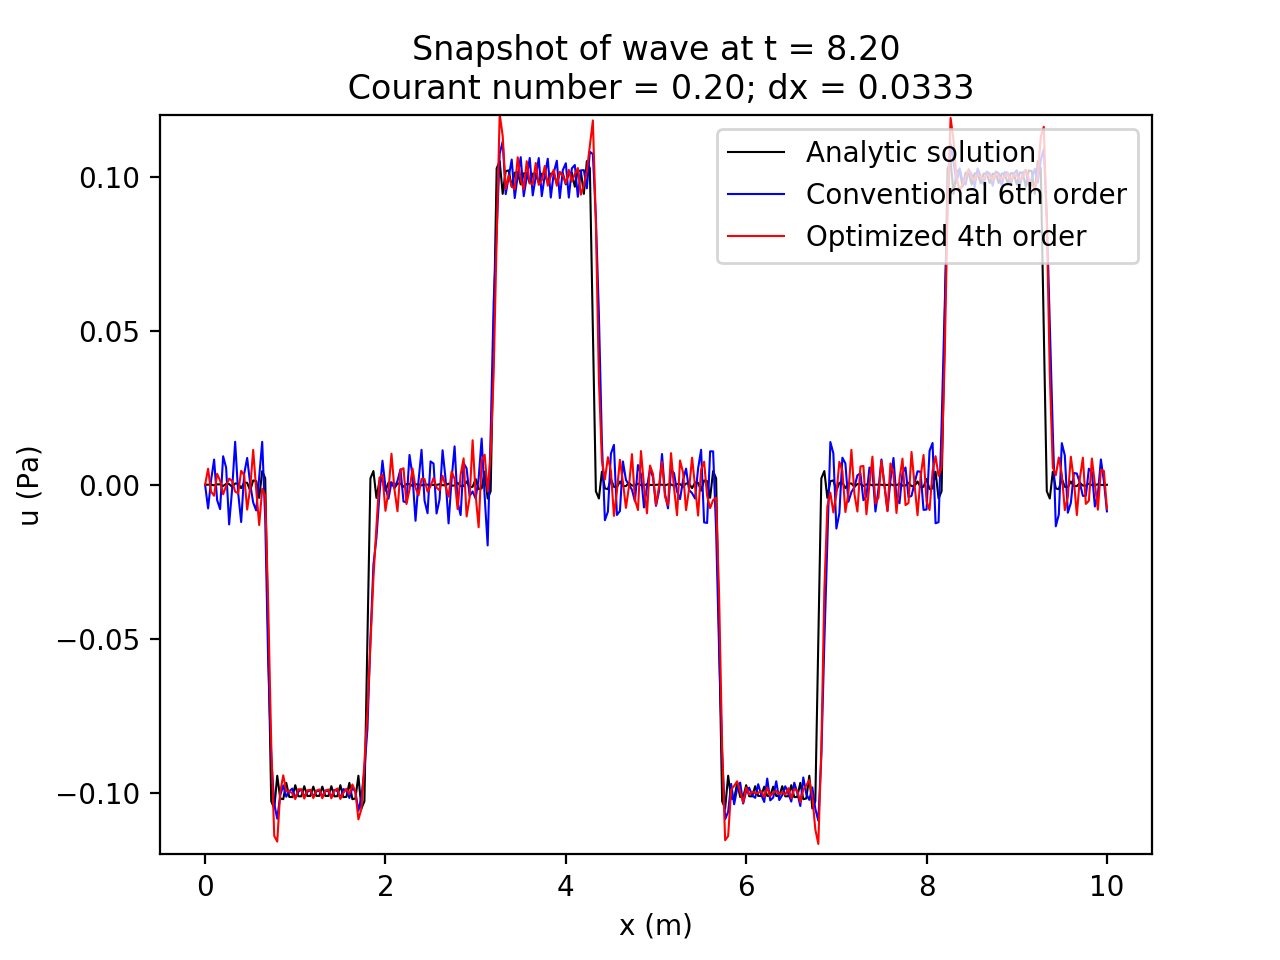 Snapshot of wave at t = 8.20
Courant number = 0.20; dx = 0.0333
Analytic solution
Conventional 6th order
Optimized 4th order
0.10
0.05
0.00
−0.05
−0.10
u (Pa)
0 2 4 6 8 10
x (m)